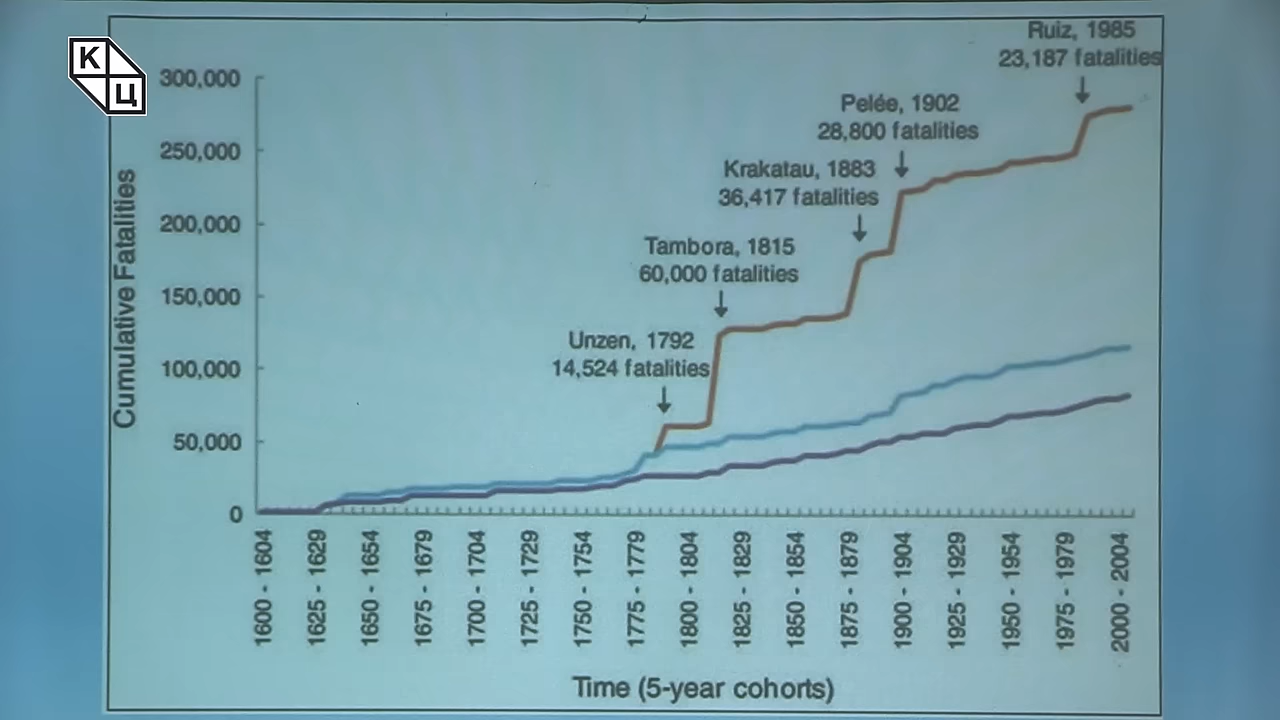 К
Ц
Ruiz, 1985
23,187 fatalities
Pelée, 1902
28,800 fatalities
Krakatau, 1883
36,417 fatalities
Tambora, 1815
60,000 fatalities
Unzen, 1792
14,524 fatalities
Cumulative Fatalities
300,000
250,000
200,000
150,000
100,000
50,000
0
1600 - 1604
1625 - 1629
1650 - 1654
1675 - 1679
1700 - 1704
1725 - 1729
1750 - 1754
1775 - 1779
1800 - 1804
1825 - 1829
1850 - 1854
1875 - 1879
1900 - 1904
1925 - 1929
1950 - 1954
1975 - 1979
2000 - 2004
Time (5-year cohorts)